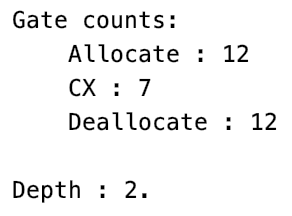 Gate counts:
    Allocate : 12
    CX : 7
    Deallocate : 12

Depth : 2.